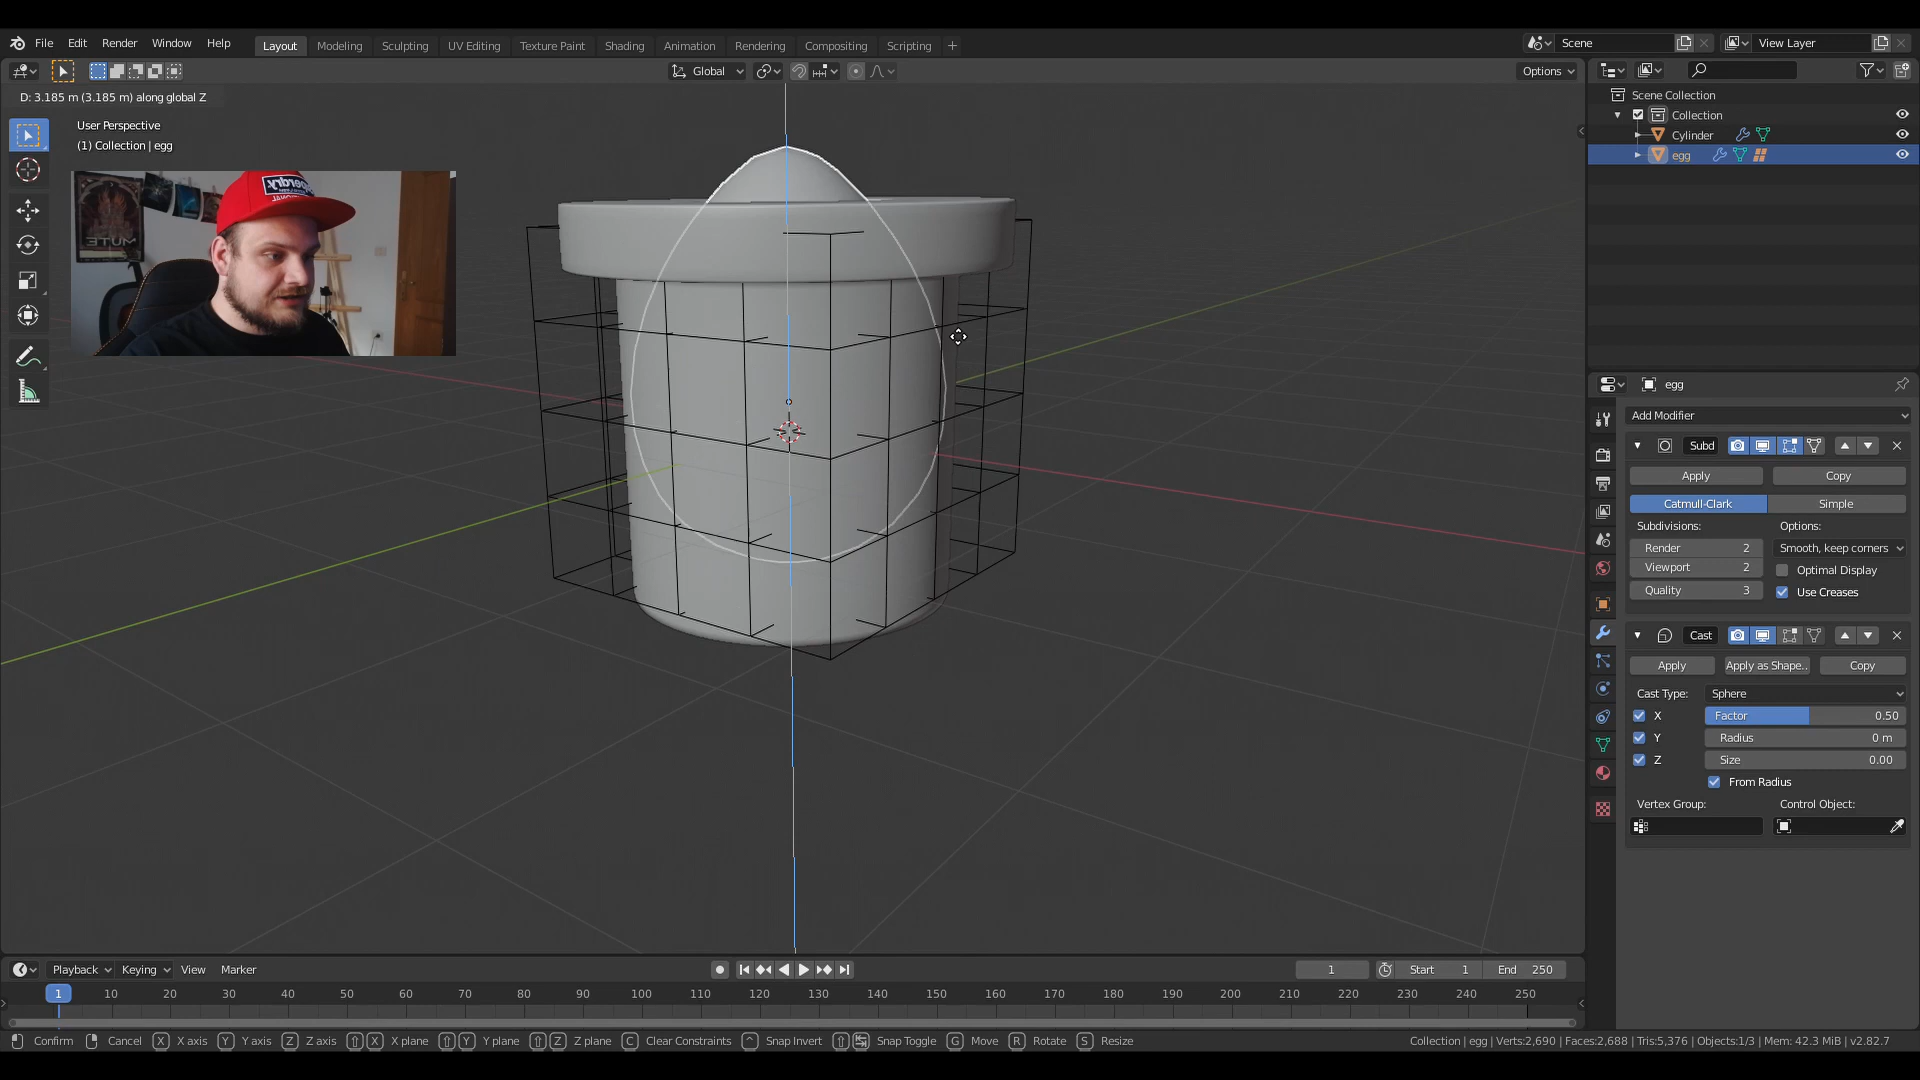 File Edit Render Window Help Layout Modeling Sculpting UV Editing Texture Paint Shading Animation Rendering Compositing Scripting + Scene View Layer
Global Options
D: 3.185 m (3.185 m) along global Z
User Perspective
(1) Collection | egg
MUTE
Scene Collection
Collection
Cylinder
egg
egg
Add Modifier
Subd
Apply Copy
Catmull-Clark Simple
Subdivisions: Options:
Render 2 Smooth, keep corners
Viewport 2 Optimal Display
Quality 3 Use Creases
Cast
Apply Apply as Shape.. Copy
Cast Type: Sphere
X Factor 0.50
Y Radius 0 m
Z Size 0.00
From Radius
Vertex Group: Control Object:
Playback Keying View Marker 1 Start 1 End 250
1 10 20 30 40 50 60 70 80 90 100 110 120 130 140 150 160 170 180 190 200 210 220 230 240 250
Confirm Cancel X X axis Y Y axis Z Z axis X X plane Y Y plane Z Z plane C Clear Constraints ^ Snap Invert Snap Toggle G Move R Rotate S Resize Collection | egg | Verts:2,690 | Faces:2,688 | Tris:5,376 | Objects:1/3 | Mem: 42.3 MiB | v2.82.7